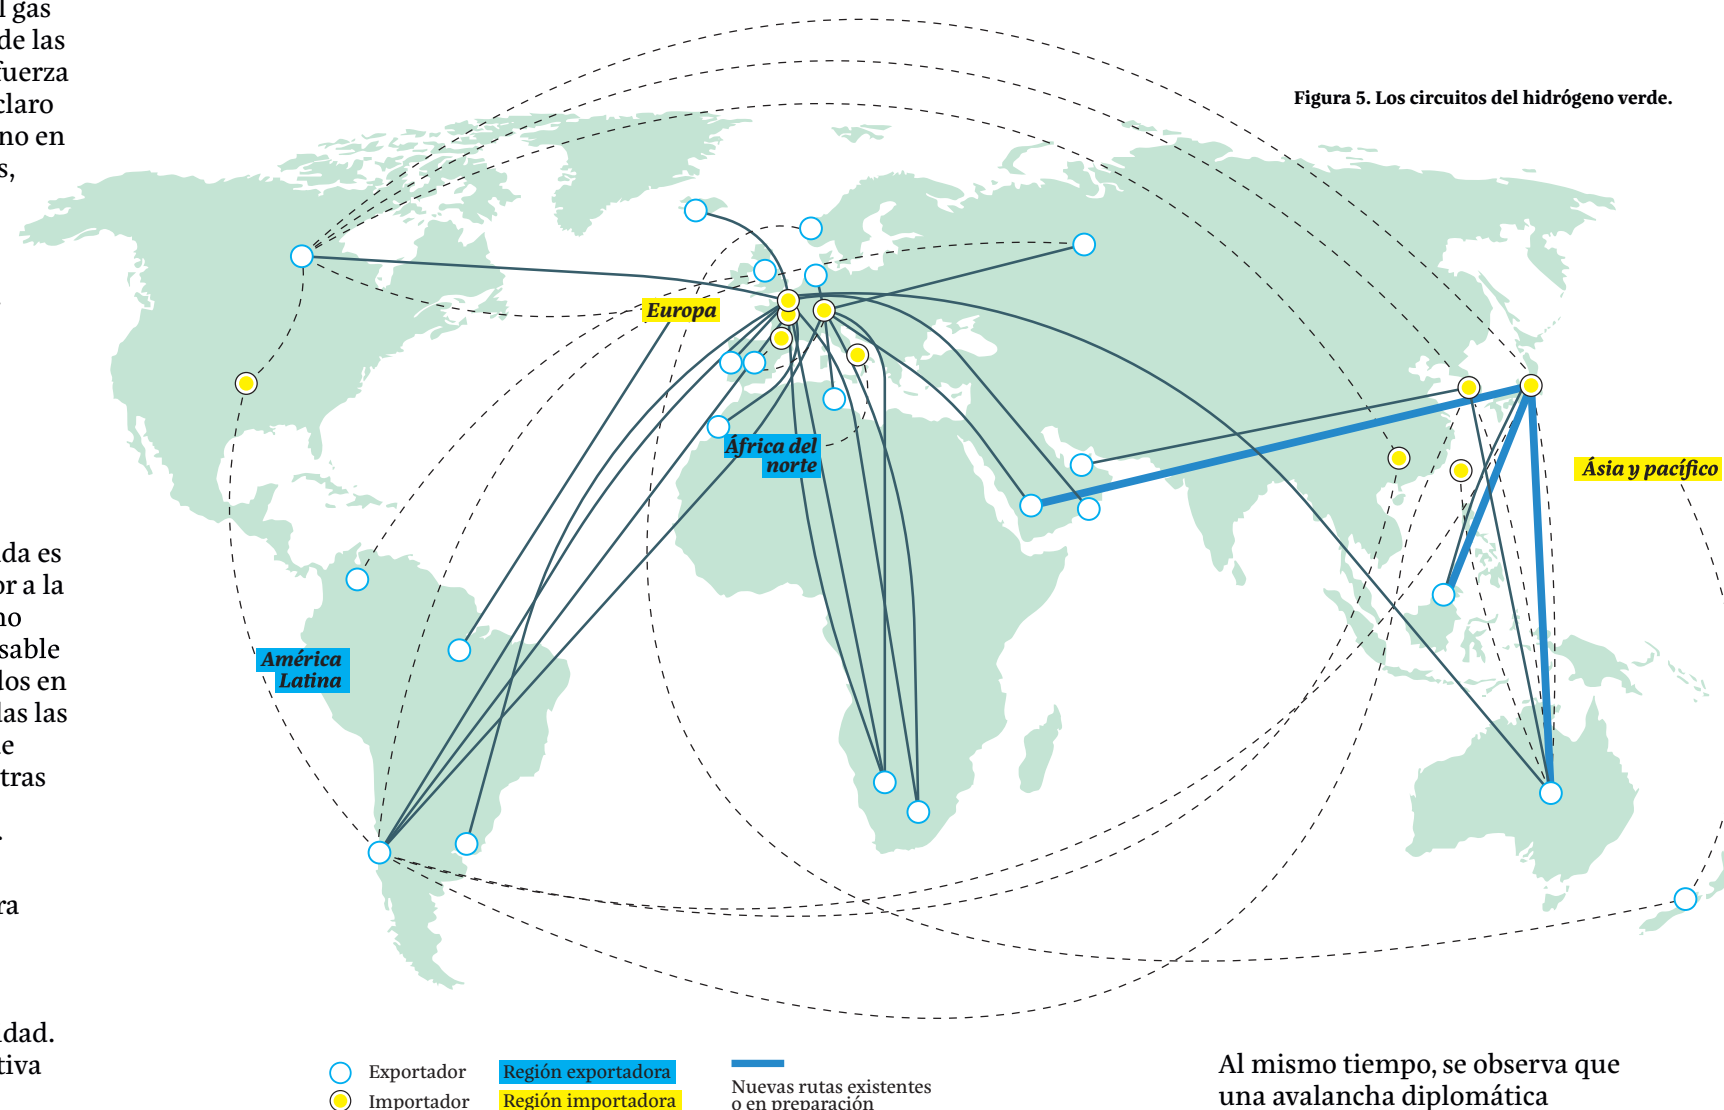 l gas
de las
fuerza
claro
no en
s,
da es
or a la
no
sable
los en
las las
e
tras
.
ra
dad.
tiva
Figura 5. Los circuitos del hidrógeno verde.
Europa
África del
norte
Ásia y pacífico
América
Latina
Exportador
Importador
Región exportadora
Región importadora
Nuevas rutas existentes
o en preparación
Al mismo tiempo, se observa que
una avalancha diplomática